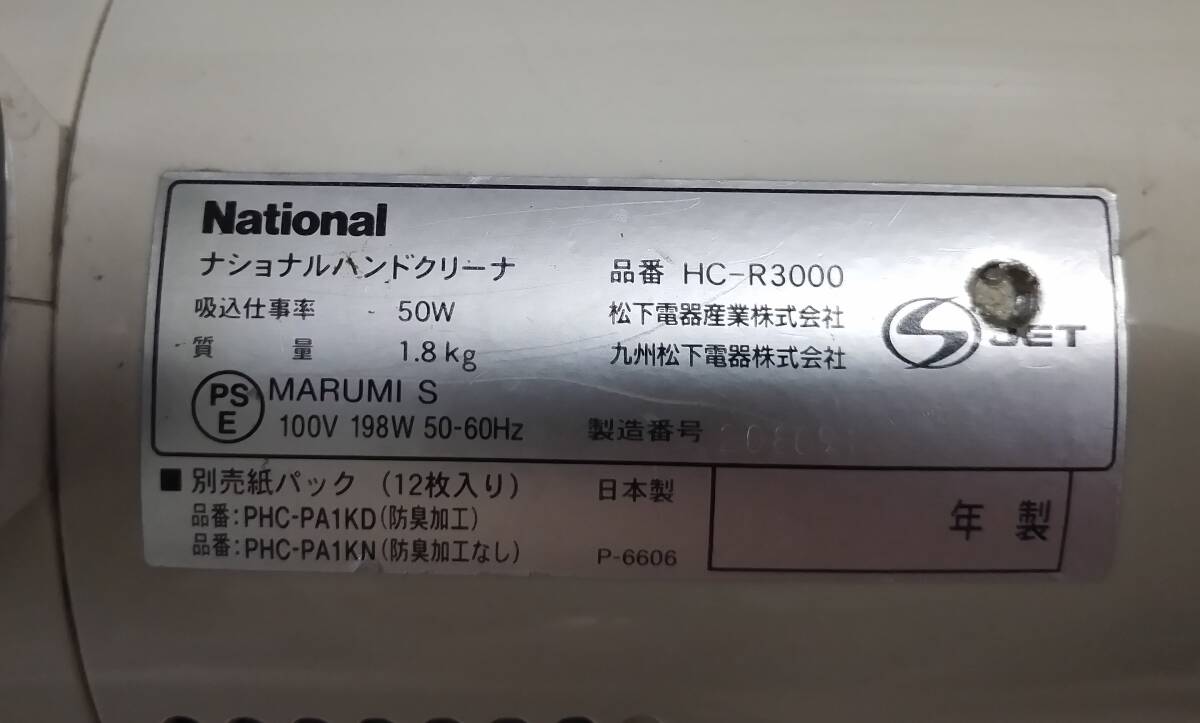 National
ナショナルハンドクリーナ
品番 HC-R3000
吸込仕事率 50W
松下電器産業株式会社
質量 1.8kg
九州松下電器株式会社
S JET
PS E
MARUMI S
100V 198W 50-60Hz
製造番号
■別売紙パック (12枚入り)
日本製
品番:PHC-PA1KD(防臭加工)
品番:PHC-PA1KN(防臭加工なし)
P-6606
年 製